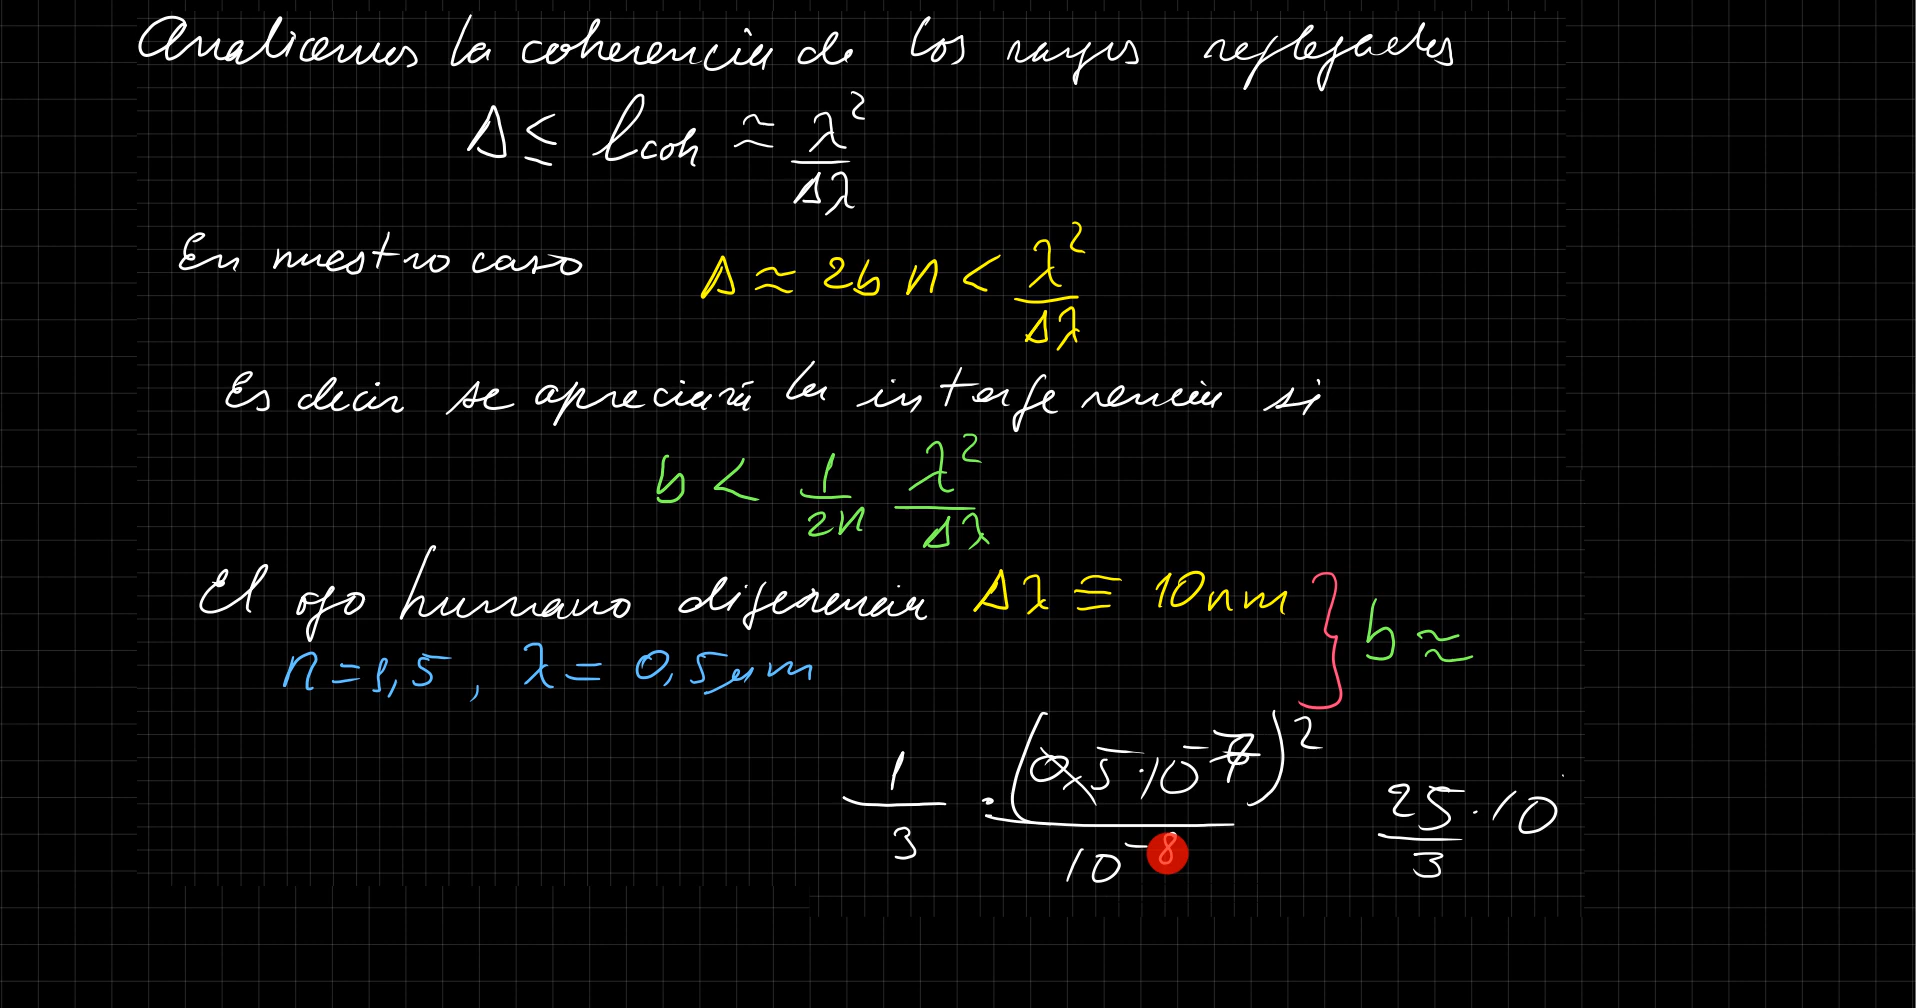 Analicemos la coherencia de los rayos reflejados
Δ ≤ lcoh ≃ λ² / Δλ
En nuestro caso Δ ≃ 2b n < λ² / Δλ
Es decir se apreciará la interferencia si
b < 1 / 2n λ² / Δλ
El ojo humano diferencia Δλ ≡ 10nm } b ≃
n = 1,5, λ = 0,5 μm
1 / 3 · (5·10⁻⁷)² / 10⁻⁸ 25 / 3 · 10